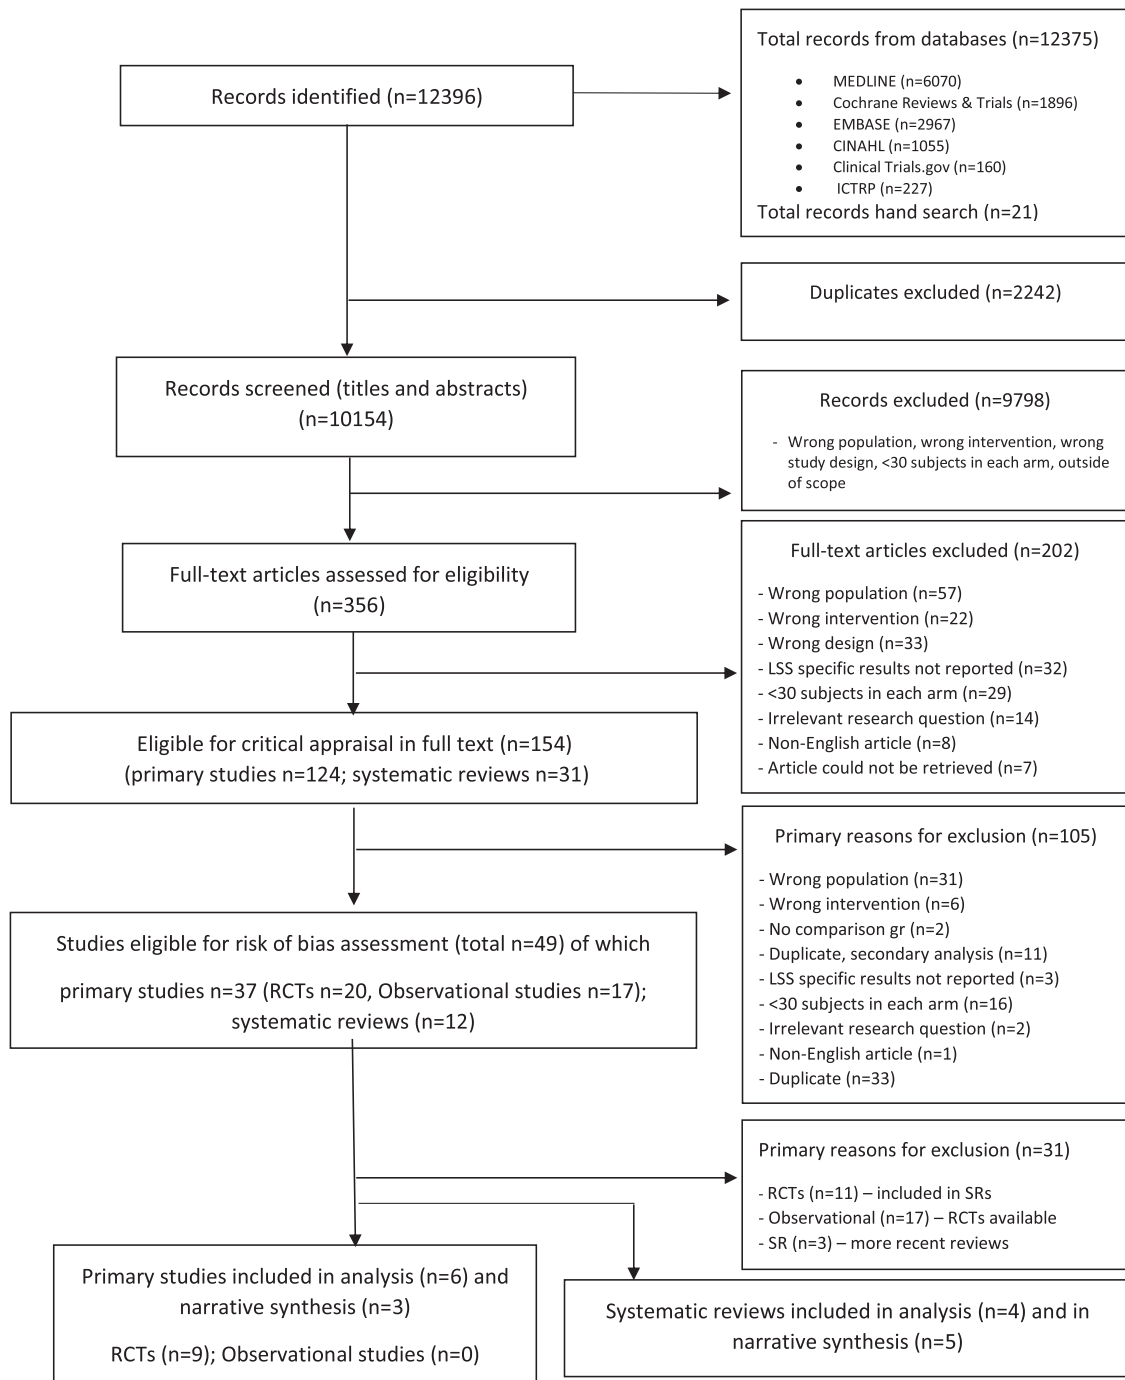 Records identified (n=12396)
Total records from databases (n=12375)
• MEDLINE (n=6070)
• Cochrane Reviews & Trials (n=1896)
• EMBASE (n=2967)
• CINAHL (n=1055)
• Clinical Trials.gov (n=160)
• ICTRP (n=227)
Total records hand search (n=21)
Duplicates excluded (n=2242)
Records screened (titles and abstracts)
(n=10154)
Records excluded (n=9798)
- Wrong population, wrong intervention, wrong
study design, <30 subjects in each arm, outside
of scope
Full-text articles assessed for eligibility
(n=356)
Full-text articles excluded (n=202)
- Wrong population (n=57)
- Wrong intervention (n=22)
- Wrong design (n=33)
- LSS specific results not reported (n=32)
- <30 subjects in each arm (n=29)
- Irrelevant research question (n=14)
- Non-English article (n=8)
- Article could not be retrieved (n=7)
Eligible for critical appraisal in full text (n=154)
(primary studies n=124; systematic reviews n=31)
Primary reasons for exclusion (n=105)
- Wrong population (n=31)
- Wrong intervention (n=6)
- No comparison gr (n=2)
- Duplicate, secondary analysis (n=11)
- LSS specific results not reported (n=3)
- <30 subjects in each arm (n=16)
- Irrelevant research question (n=2)
- Non-English article (n=1)
- Duplicate (n=33)
Studies eligible for risk of bias assessment (total n=49) of which
primary studies n=37 (RCTs n=20, Observational studies n=17);
systematic reviews (n=12)
Primary reasons for exclusion (n=31)
- RCTs (n=11) – included in SRs
- Observational (n=17) – RCTs available
- SR (n=3) – more recent reviews
Primary studies included in analysis (n=6) and
narrative synthesis (n=3)
RCTs (n=9); Observational studies (n=0)
Systematic reviews included in analysis (n=4) and in
narrative synthesis (n=5)